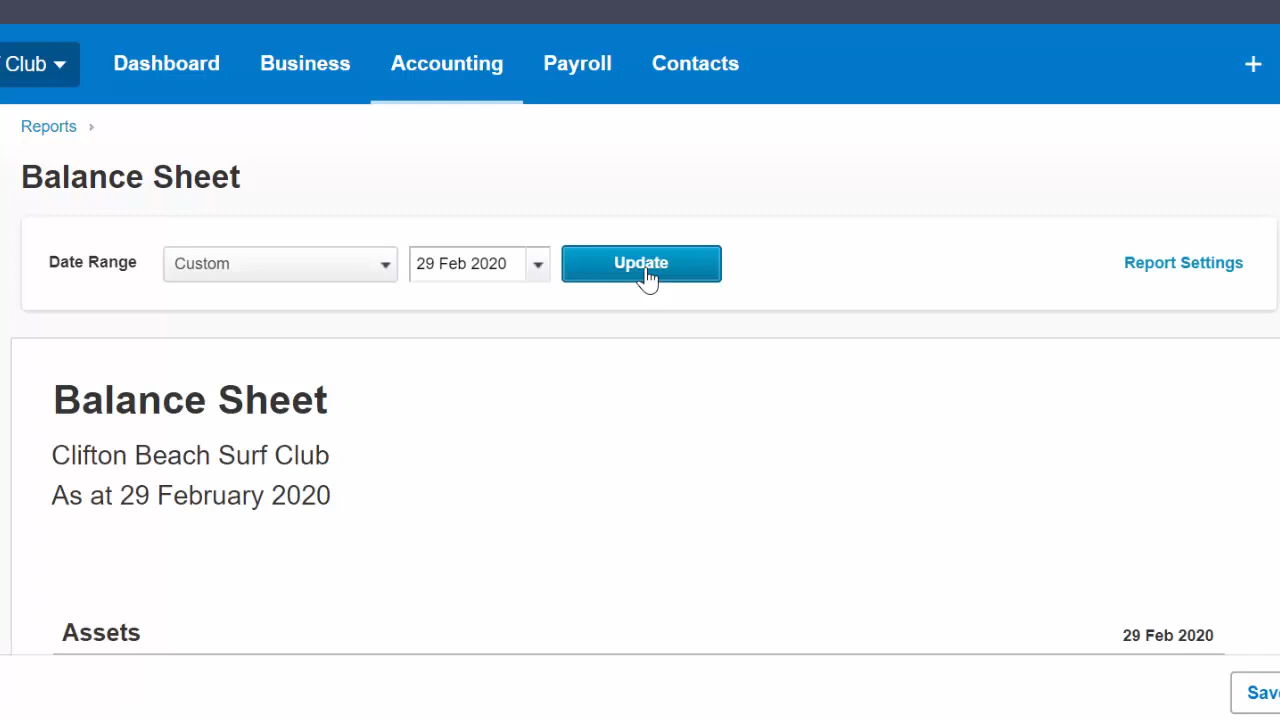 Club
Dashboard Business Accounting Payroll Contacts +
Reports ›
Balance Sheet
Date Range Custom 29 Feb 2020 Update Report Settings
Balance Sheet
Clifton Beach Surf Club
As at 29 February 2020
Assets 29 Feb 2020
Save